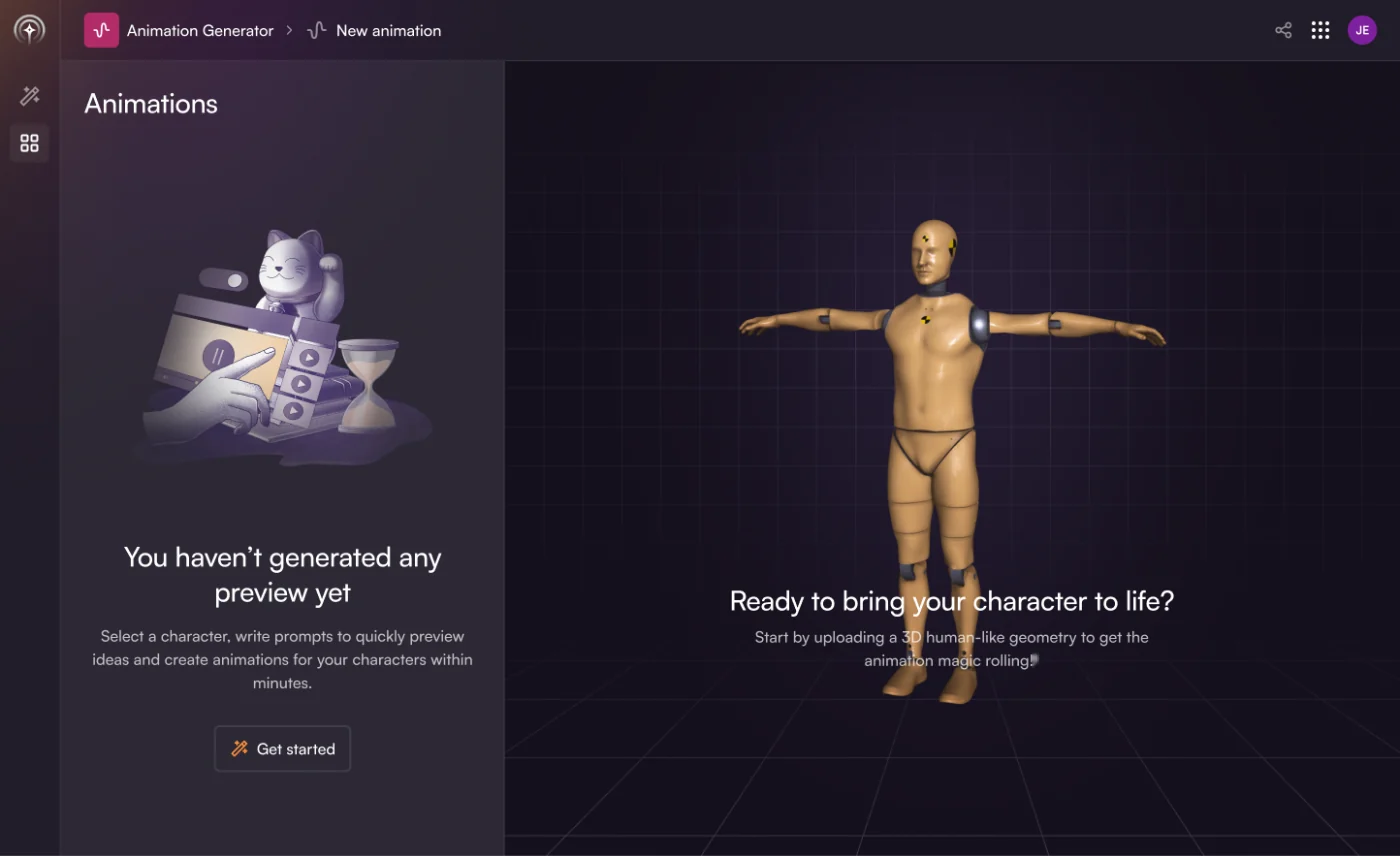 Animation Generator
New animation
JE
Animations
You haven’t generated any
preview yet
Select a character, write prompts to quickly preview
ideas and create animations for your characters within
minutes.
Get started
Ready to bring your character to life?
Start by uploading a 3D human-like geometry to get the
animation magic rolling!